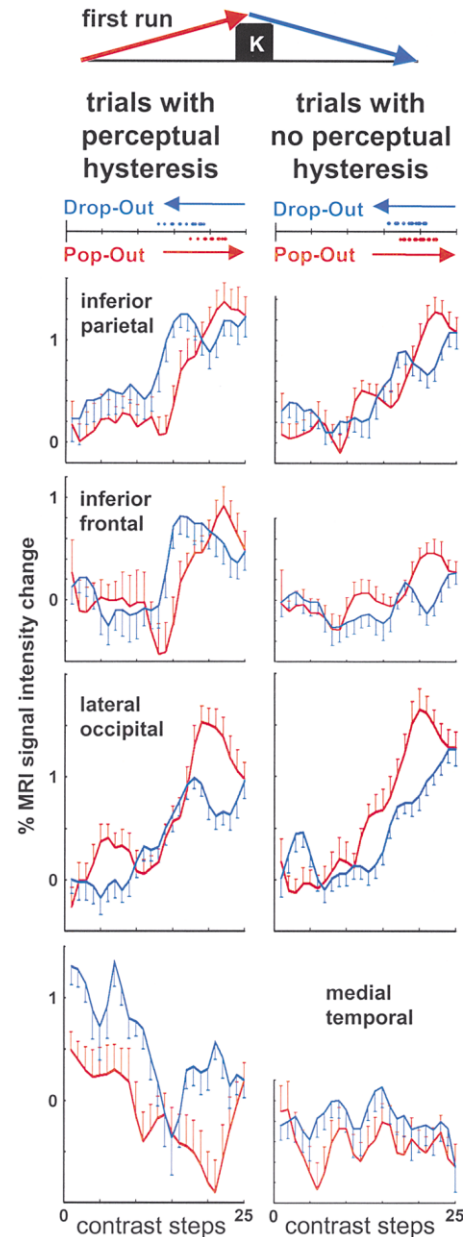 first run
K
trials with
perceptual
hysteresis
trials with
no perceptual
hysteresis
Drop-Out
Drop-Out
Pop-Out
Pop-Out
inferior
parietal
1
0
inferior
frontal
1
0
% MRI signal intensity change
lateral
occipital
1
0
medial
temporal
1
0
0 25 0 25
contrast steps contrast steps